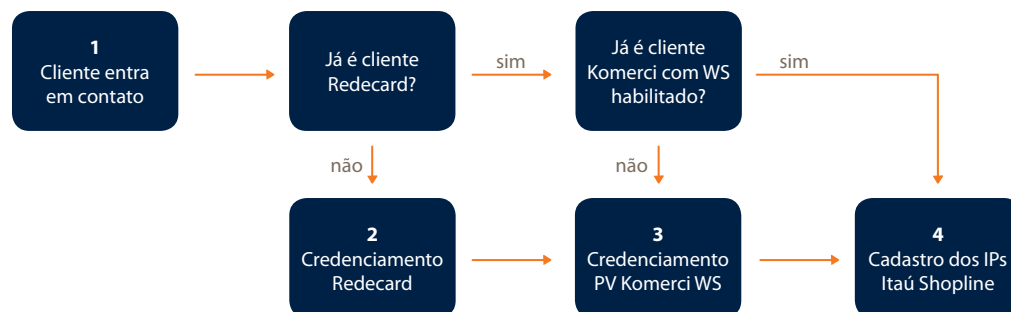 1
Cliente entra
em contato
Já é cliente
Redecard?
sim
Já é cliente
Komerci com WS
habilitado?
sim
não
não
2
Credenciamento
Redecard
3
Credenciamento
PV Komerci WS
4
Cadastro dos IPs
Itaú Shopline